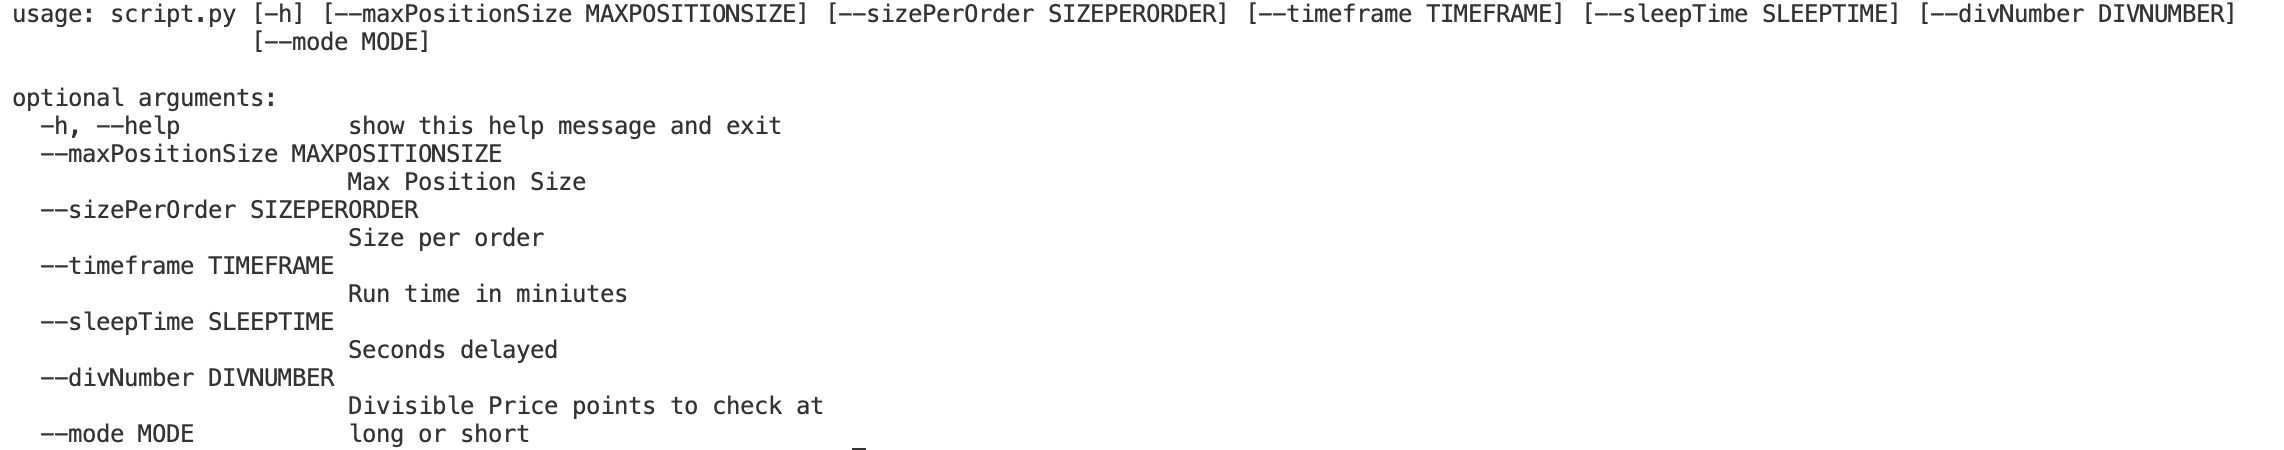 usage: script.py [-h] [--maxPositionSize MAXPOSITIONSIZE] [--sizePerOrder SIZEPERORDER] [--timeframe TIMEFRAME] [--sleepTime SLEEPTIME] [--divNumber DIVNUMBER]
[--mode MODE]
optional arguments:
-h, --help show this help message and exit
--maxPositionSize MAXPOSITIONSIZE
Max Position Size
--sizePerOrder SIZEPERORDER
Size per order
--timeframe TIMEFRAME
Run time in miniutes
--sleepTime SLEEPTIME
Seconds delayed
--divNumber DIVNUMBER
Divisible Price points to check at
--mode MODE long or short